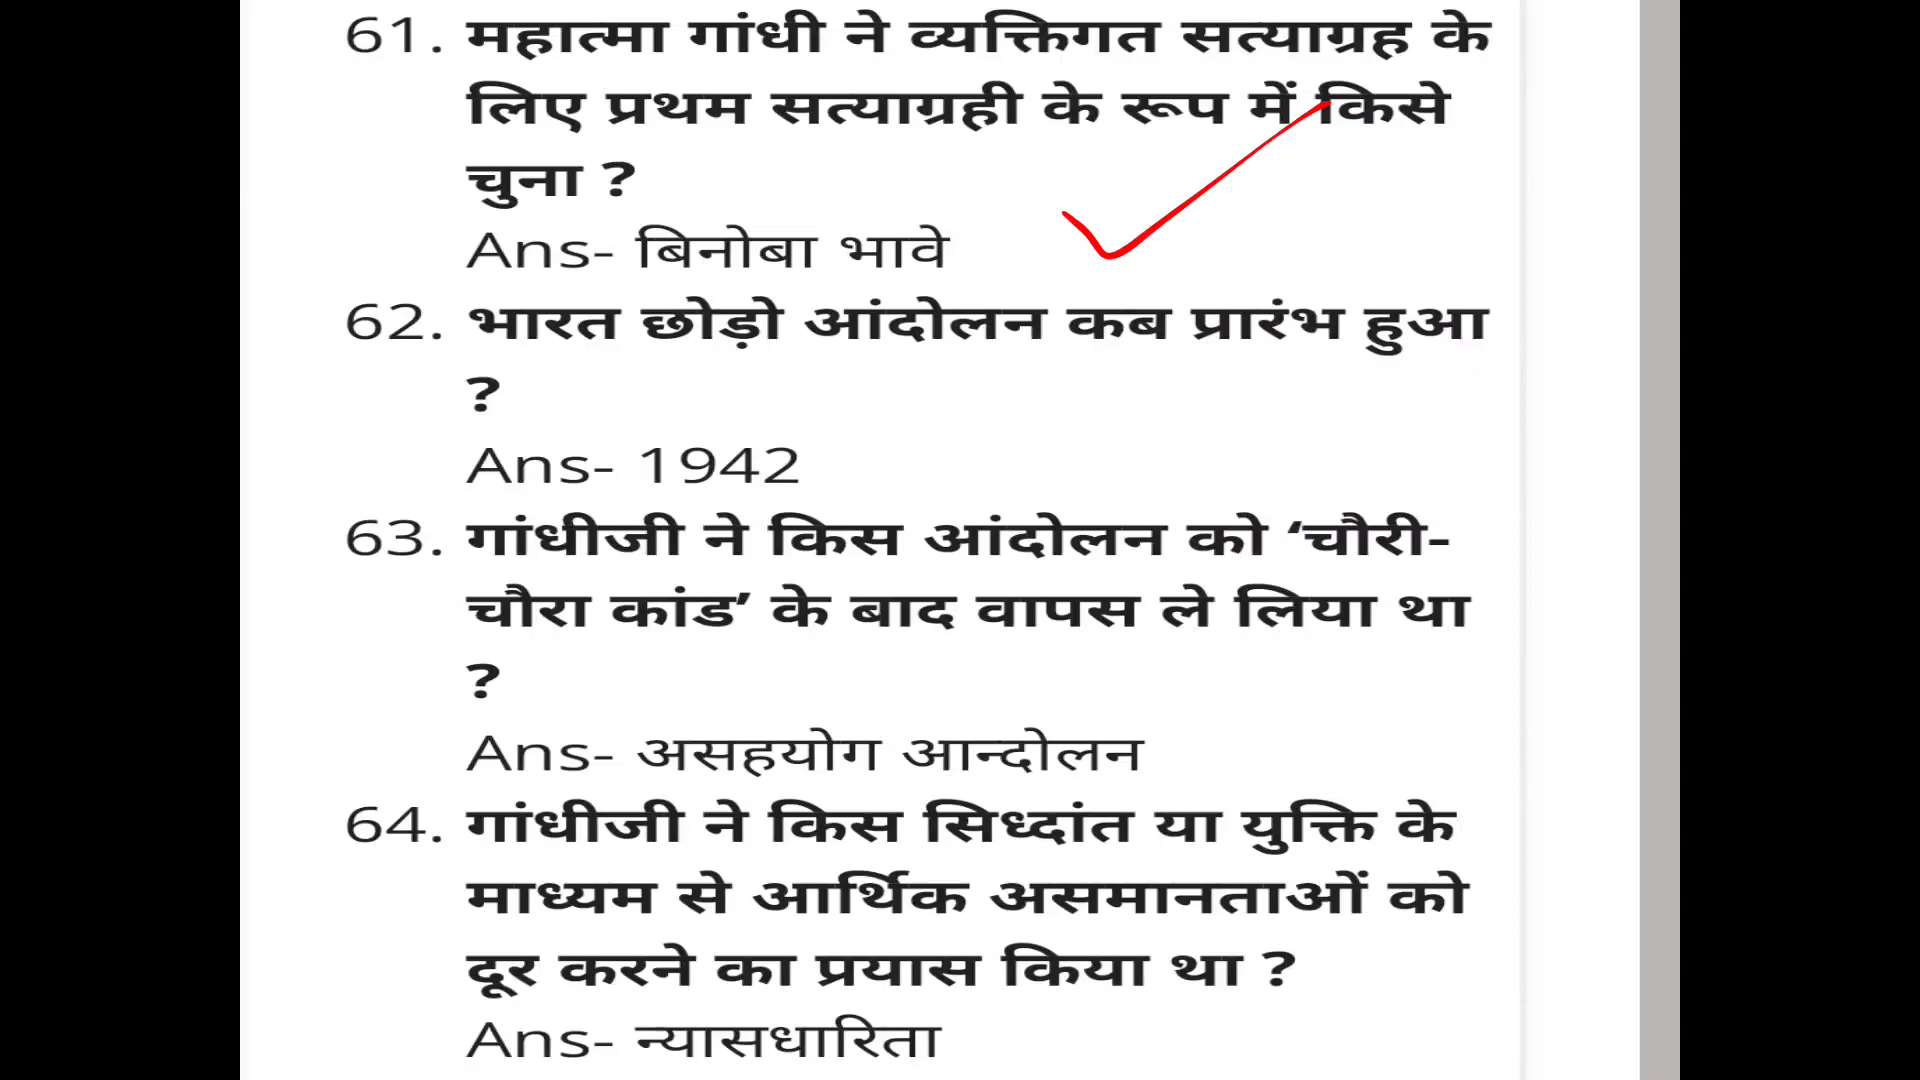 61. महात्मा गांधी ने व्यक्तिगत सत्याग्रह के
लिए प्रथम सत्याग्रही के रूप में किसे
चुना ?
Ans- बिनोबा भावे
62. भारत छोड़ो आंदोलन कब प्रारंभ हुआ
?
Ans- 1942
63. गांधीजी ने किस आंदोलन को ‘चौरी-
चौरा कांड’ के बाद वापस ले लिया था
?
Ans- असहयोग आन्दोलन
64. गांधीजी ने किस सिध्दांत या युक्ति के
माध्यम से आर्थिक असमानताओं को
दूर करने का प्रयास किया था ?
Ans- न्यासधारिता